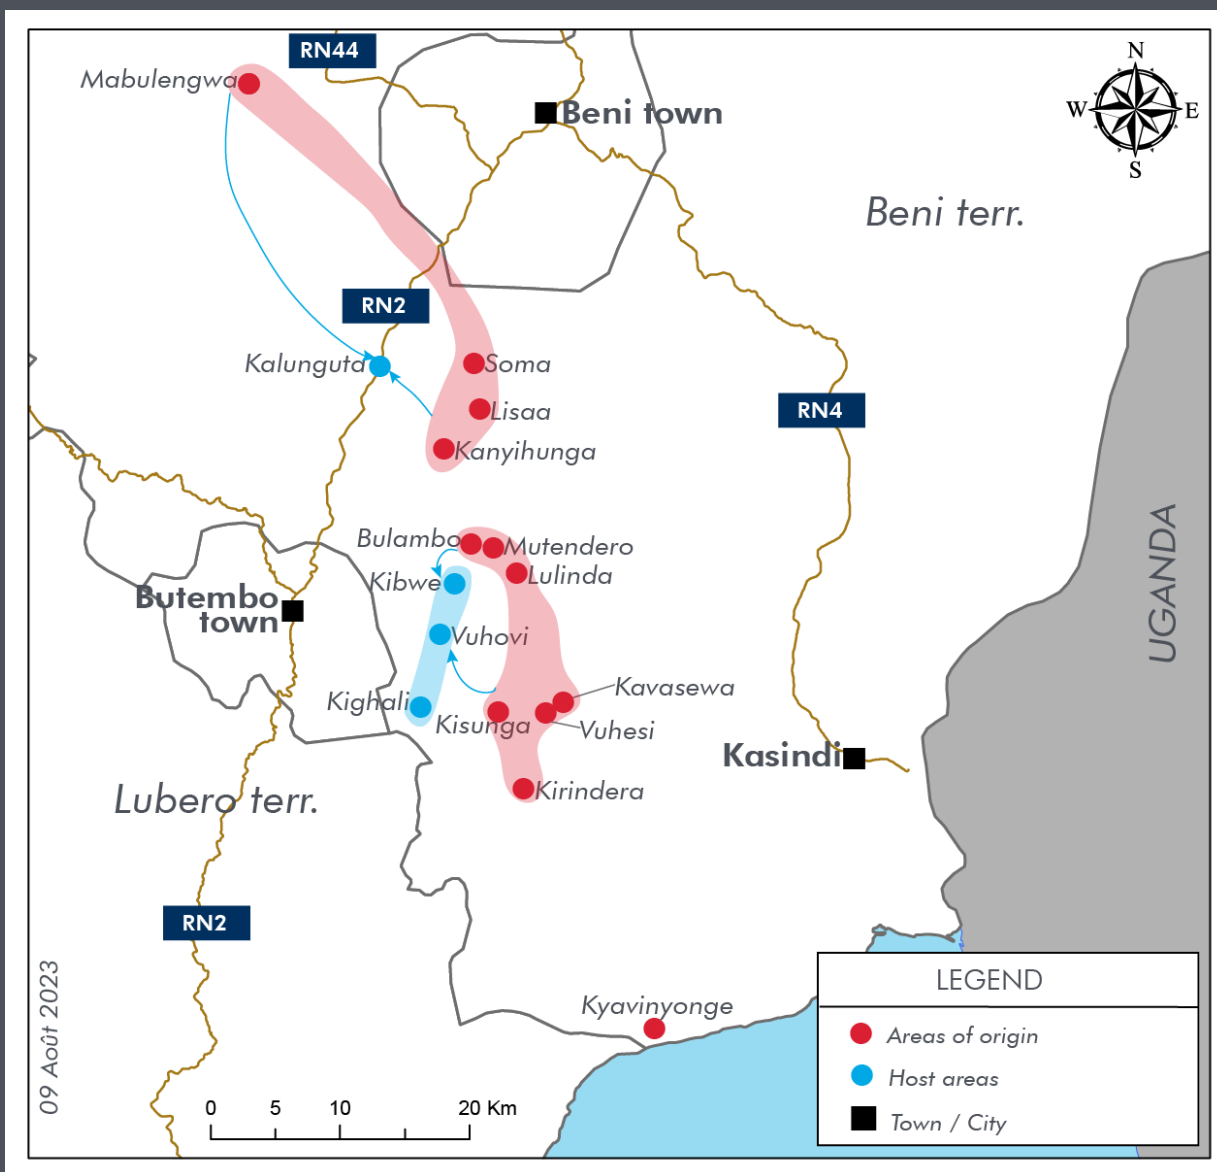 RN44
N
Mabulengwa
Beni town
W
E
S
Beni terr.
RN2
Kalunguta
Soma
RN4
Lisaa
Kanyihunga
UGANDA
Bulambo
Mutendero
Kibwe
Lulinda
Butembo
town
Vuhovi
Kavasewa
Kighali
Kisunga
Vuhesi
Kasindi
Kirindera
Lubero terr.
RN2
LEGEND
Kyavinyonge
Areas of origin
09 Août 2023
Host areas
0 5 10 20 Km
Town / City